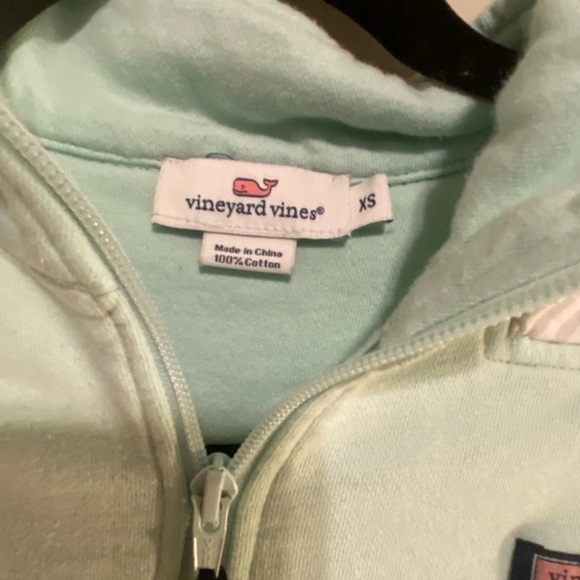 vineyard vines®
XS
Made in China
100% Cotton